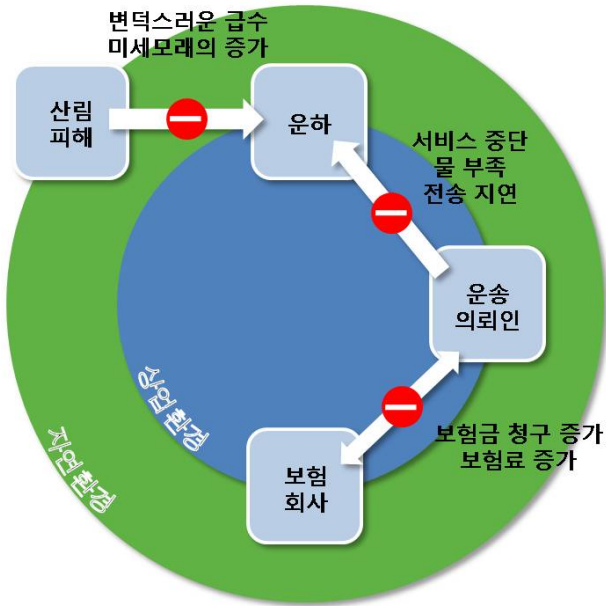 변덕스러운 급수
미세모래의 증가
산림
피해
운하
서비스 중단
물 부족
전송 지연
운송
의뢰인
상업환경
자연환경
보험금 청구 증가
보험료 증가
보험
회사